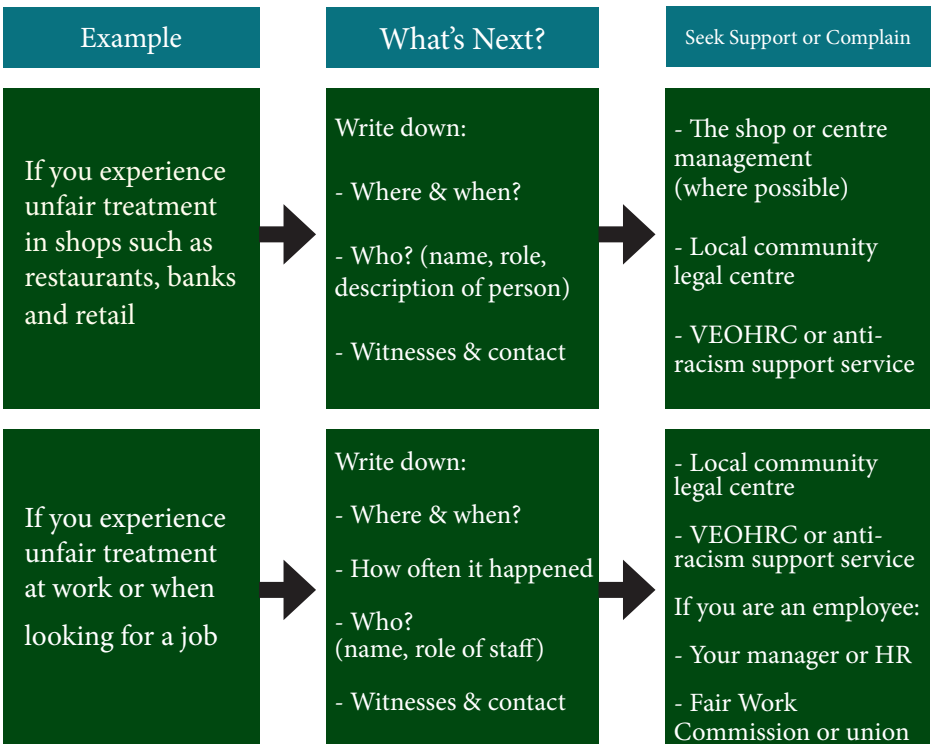 Example
What's Next?
Seek Support or Complain
If you experience
unfair treatment
in shops such as
restaurants, banks
and retail
Write down:
- Where & when?
- Who? (name, role,
description of person)
- Witnesses & contact
- The shop or centre
management
(where possible)
- Local community
legal centre
- VEOHRC or anti-
racism support service
If you experience
unfair treatment
at work or when
looking for a job
Write down:
- Where & when?
- How often it happened
- Who?
(name, role of staff)
- Witnesses & contact
- Local community
legal centre
- VEOHRC or anti-
racism support service
If you are an employee:
- Your manager or HR
- Fair Work
Commission or union